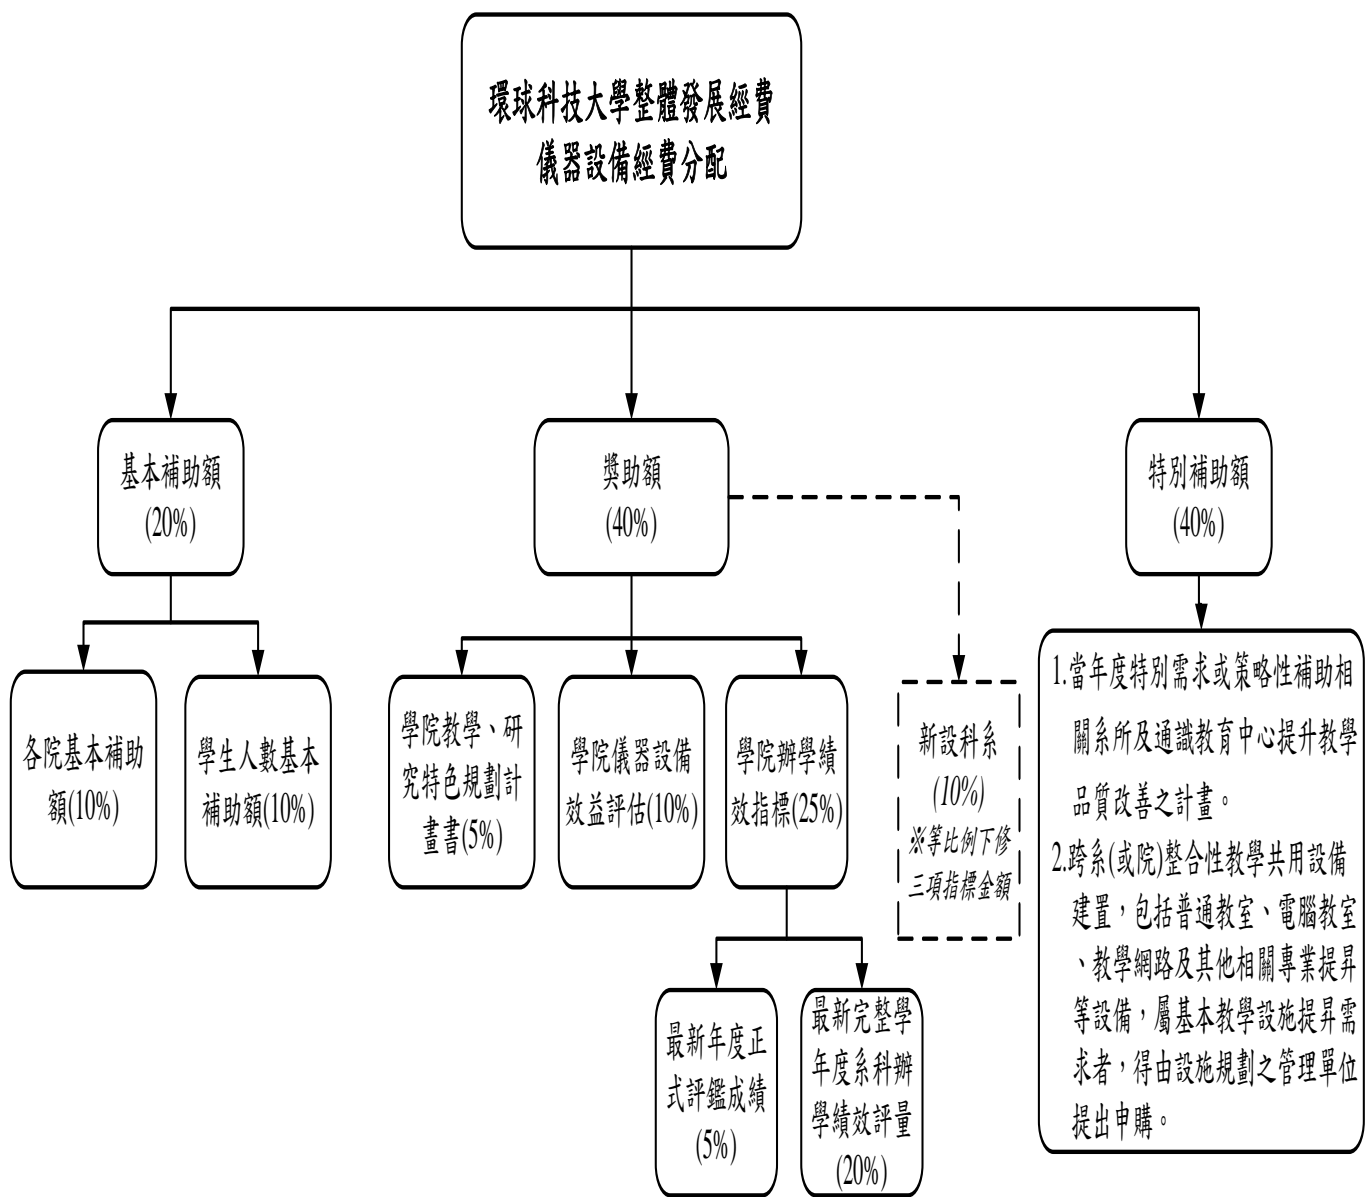 環球科技大學整體發展經費
儀器設備經費分配
基本補助額
(20%)
獎助額
(40%)
特別補助額
(40%)
各院基本補助
額(10%)
學生人數基本
補助額(10%)
學院教學、研
究特色規劃計
畫書(5%)
學院儀器設備
效益評估(10%)
學院辦學績
效指標(25%)
新設科系
(10%)
※等比例下修
三項指標金額
1.當年度特別需求或策略性補助相
關系所及通識教育中心提升教學
品質改善之計畫。
2.跨系(或院)整合性教學共用設備
建置，包括普通教室、電腦教室
、教學網路及其他相關專業提昇
等設備，屬基本教學設施提昇需
求者，得由設施規劃之管理單位
提出申購。
最新年度正
式評鑑成績
(5%)
最新完整學
年度系科辦
學績效評量
(20%)